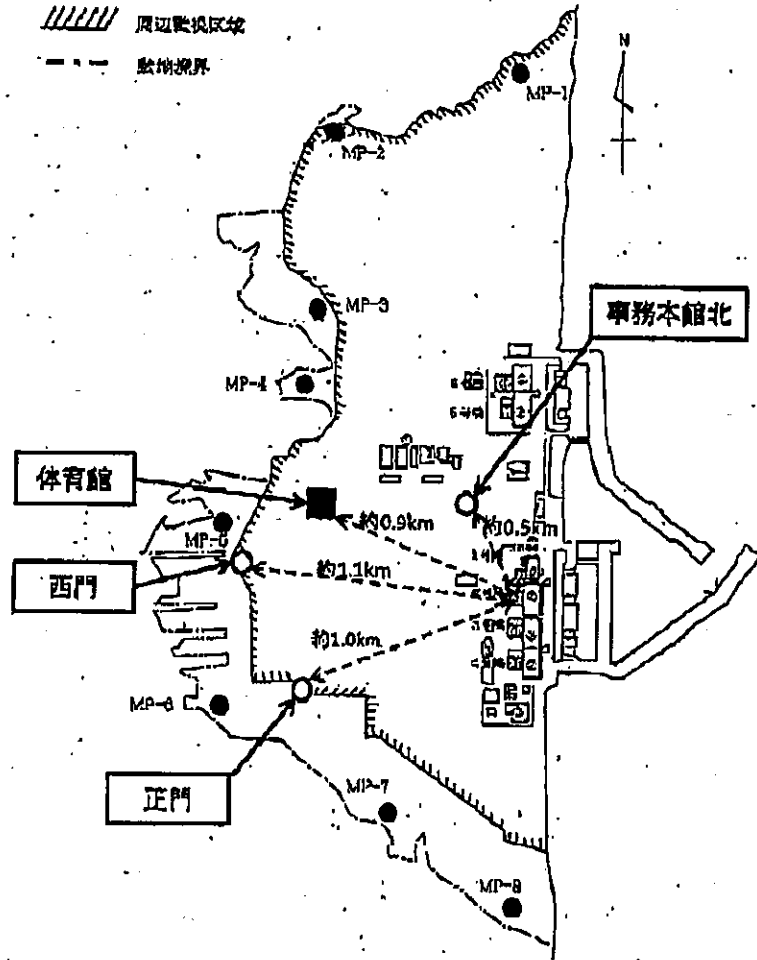 周辺監視区域
敷地境界
N
MP-1
MP-2
MP-3
事務本館北
MP-4
体育館
約0.9km
約0.5km
西門
約1.1km
約1.0km
正門
MP-7
MP-8